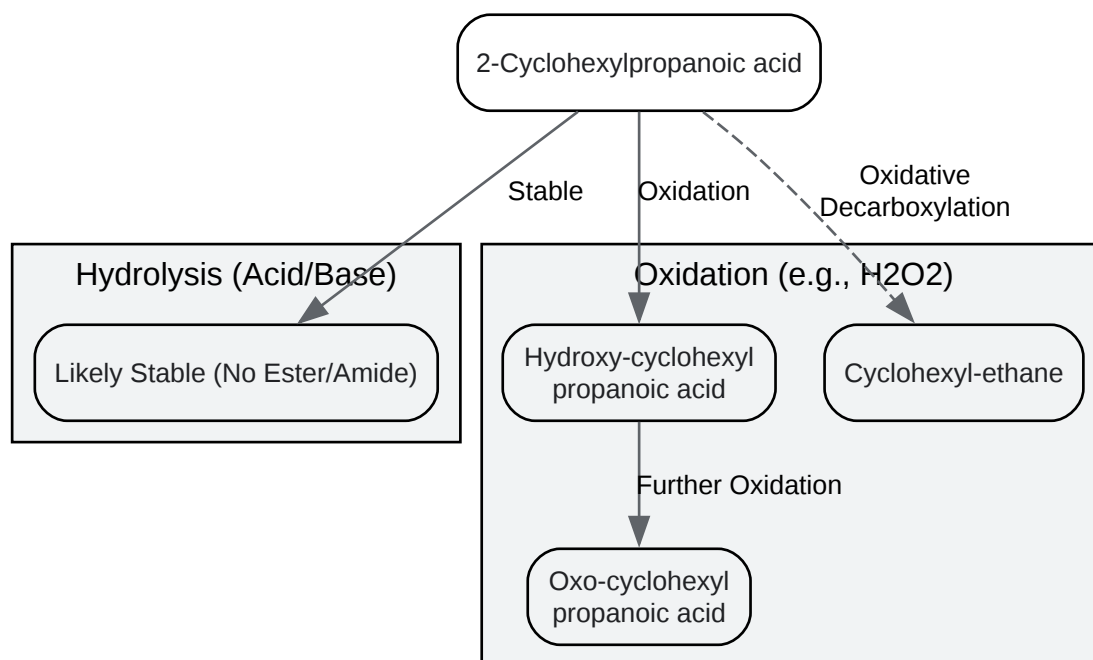 2-Cyclohexylpropanoic acid
Stable
Oxidation
Oxidative
Decarboxylation
Hydrolysis (Acid/Base)
Oxidation (e.g., H2O2)
Likely Stable (No Ester/Amide)
Hydroxy-cyclohexyl
propanoic acid
Cyclohexyl-ethane
Further Oxidation
Oxo-cyclohexyl
propanoic acid